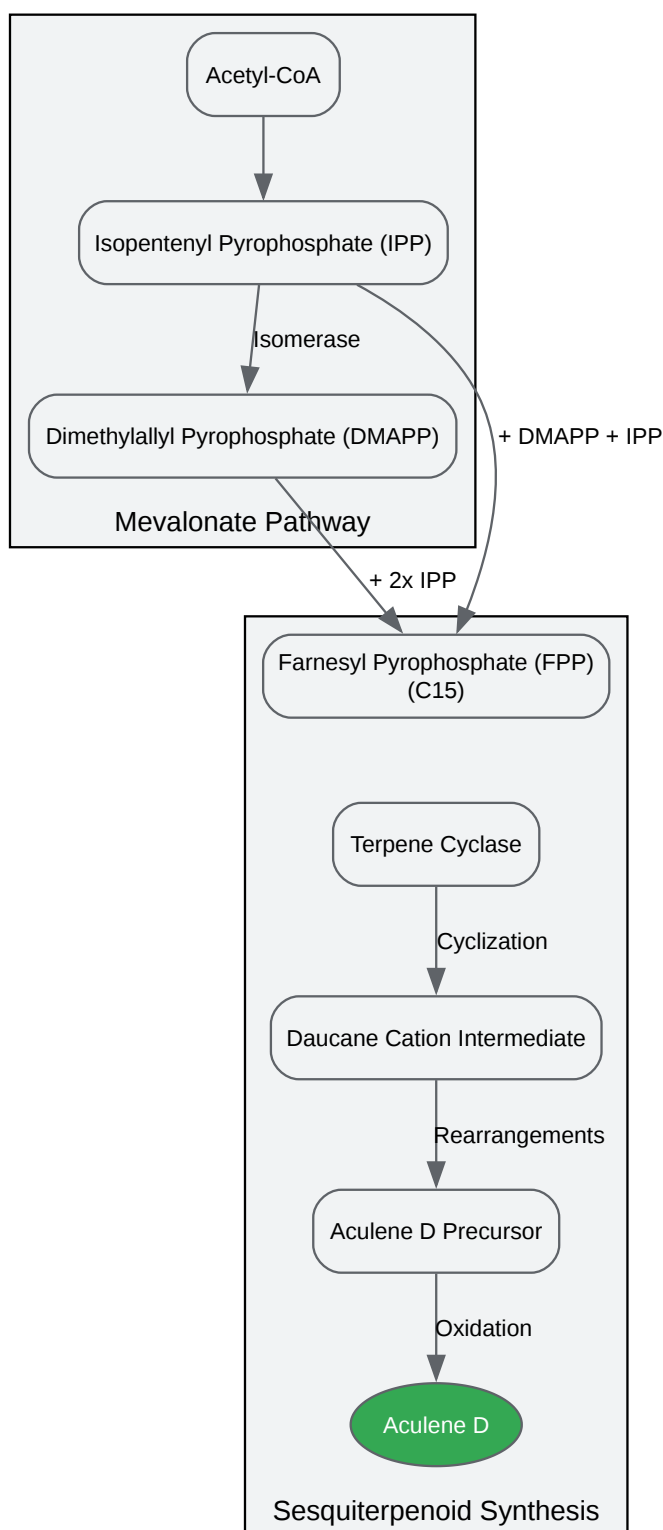 Acetyl-CoA
Isopentenyl Pyrophosphate (IPP)
Isomerase
Dimethylallyl Pyrophosphate (DMAPP)
+ DMAPP + IPP
Mevalonate Pathway
+ 2x IPP
Farnesyl Pyrophosphate (FPP)
(C15)
Terpene Cyclase
Cyclization
Daucane Cation Intermediate
Rearrangements
Aculene D Precursor
Oxidation
Aculene D
Sesquiterpenoid Synthesis